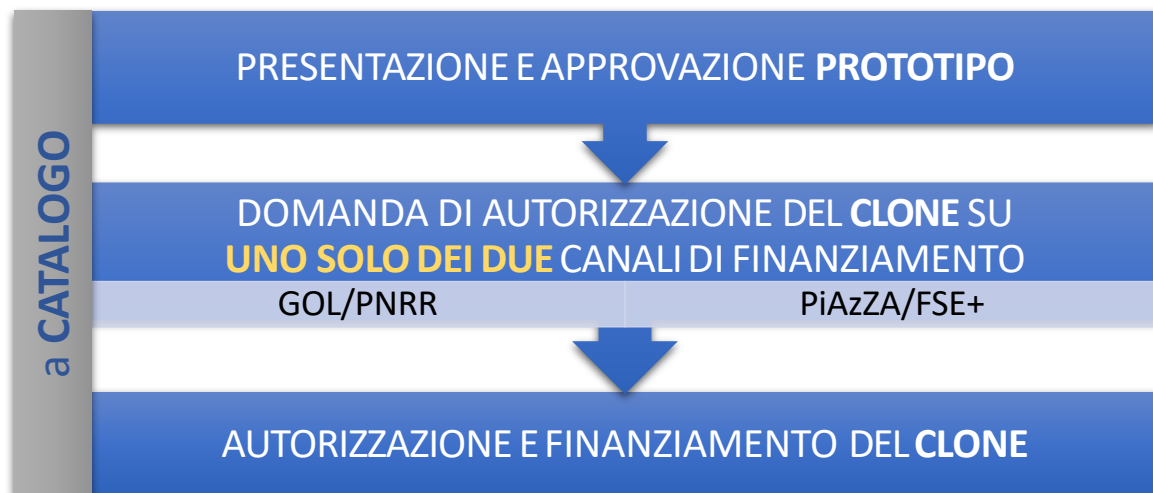 a CATALOGO
PRESENTAZIONE E APPROVAZIONE PROTOTIPO
DOMANDA DI AUTORIZZAZIONE DEL CLONE SU
UNO SOLO DEI DUE CANALI DI FINANZIAMENTO
GOL/PNRR
PiAzZA/FSE+
AUTORIZZAZIONE E FINANZIAMENTO DEL CLONE